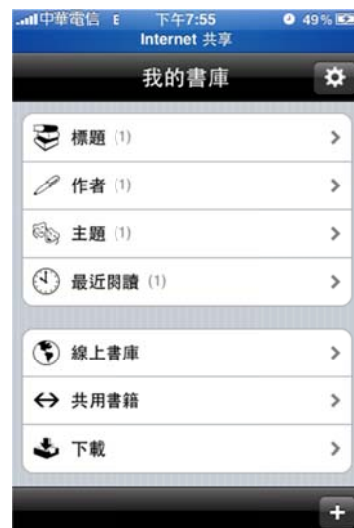 中華電信 E 下午7:55 49%
Internet 共享
我的書庫
標題 (1)
作者 (1)
主題 (1)
最近閱讀 (1)
線上書庫
共用書籍
下載